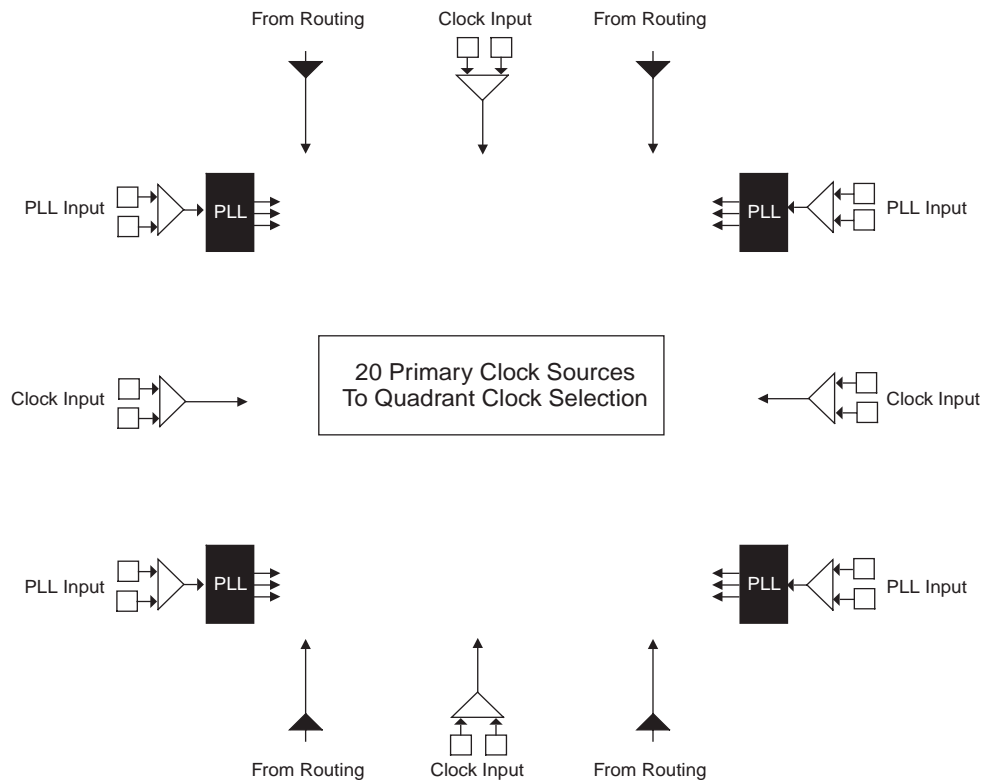 From Routing
Clock Input
From Routing
PLL Input
PLL
PLL
PLL Input
Clock Input
20 Primary Clock Sources
To Quadrant Clock Selection
Clock Input
PLL Input
PLL
PLL
PLL Input
From Routing
Clock Input
From Routing